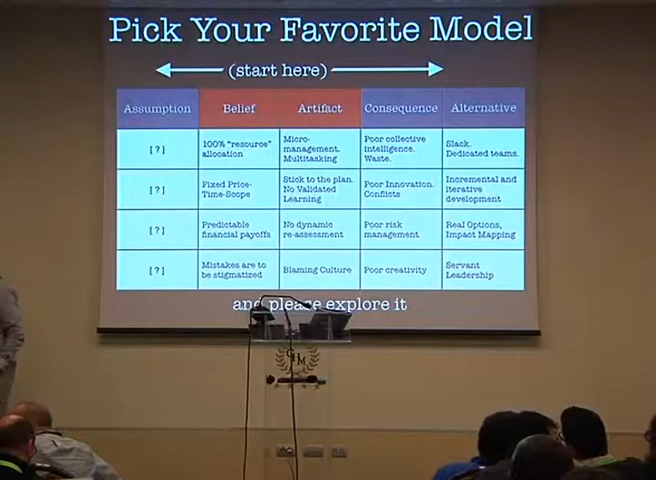 Pick Your Favorite Model
(start here)
Assumption Belief Artifact Consequence Alternative
[ ? ] 100% "resource" allocation Micro-management. Multitasking Poor collective intelligence. Waste. Slack. Dedicated teams.
[ ? ] Fixed Price-Time-Scope Stick to the plan. No Validated Learning Poor Innovation. Conflicts Incremental and iterative development
[ ? ] Predictable financial payoffs No dynamic re-assessment Poor risk management Real Options, Impact Mapping
[ ? ] Mistakes are to be stigmatized Blaming Culture Poor creativity Servant Leadership
and please explore it
GHM